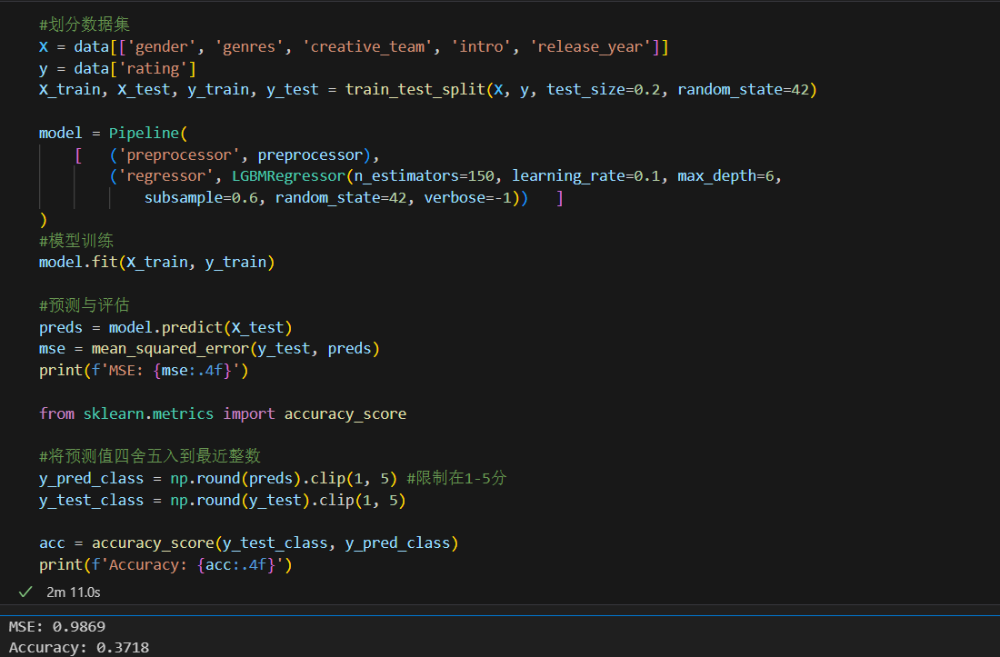 #划分数据集
X = data[['gender', 'genres', 'creative_team', 'intro', 'release_year']]
y = data['rating']
X_train, X_test, y_train, y_test = train_test_split(X, y, test_size=0.2, random_state=42)
model = Pipeline(
[   ('preprocessor', preprocessor),
('regressor', LGBMRegressor(n_estimators=150, learning_rate=0.1, max_depth=6,
subsample=0.6, random_state=42, verbose=-1))   ]
)
#模型训练
model.fit(X_train, y_train)
#预测与评估
preds = model.predict(X_test)
mse = mean_squared_error(y_test, preds)
print(f'MSE: {mse:.4f}')
from sklearn.metrics import accuracy_score
#将预测值四舍五入到最近整数
y_pred_class = np.round(preds).clip(1, 5) #限制在1-5分
y_test_class = np.round(y_test).clip(1, 5)
acc = accuracy_score(y_test_class, y_pred_class)
print(f'Accuracy: {acc:.4f}')
2m 11.0s
MSE: 0.9869
Accuracy: 0.3718